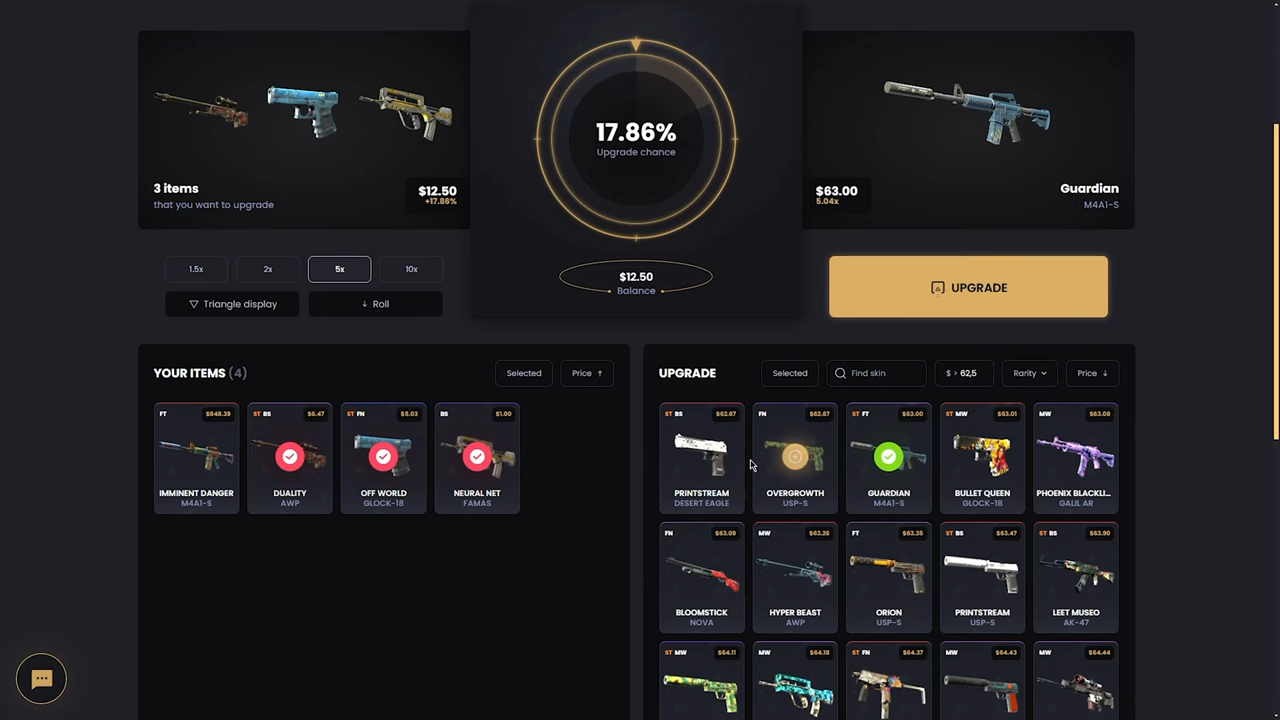 17.86%
Upgrade chance
3 items
that you want to upgrade
$12.50
+17.86%
$63.00
5.04x
Guardian
M4A1-S
1.5x
2x
5x
10x
Triangle display
Roll
$12.50
Balance
UPGRADE
YOUR ITEMS (4)
Selected
Price
FT
$848.38
IMMINENT DANGER
M4A1-S
ST BS
$6.47
DUALITY
AWP
ST FN
$5.03
OFF WORLD
GLOCK-18
BS
$1.00
NEURAL NET
FAMAS
UPGRADE
Selected
Find skin
$ > 62,5
Rarity
Price
ST BS
$62.67
PRINTSTREAM
DESERT EAGLE
FN
$62.67
OVERGROWTH
USP-S
ST FT
$63.00
GUARDIAN
M4A1-S
ST MW
$63.01
BULLET QUEEN
GLOCK-18
MW
$63.08
PHOENIX BLACKLI...
GALIL AR
FN
$63.09
BLOOMSTICK
NOVA
MW
$63.26
HYPER BEAST
AWP
FT
$63.35
ORION
USP-S
ST BS
$63.47
PRINTSTREAM
USP-S
ST BS
$63.90
LEET MUSEO
AK-47
ST MW
$64.11
MW
$64.18
ST FN
$64.37
MW
$64.43
MW
$64.44